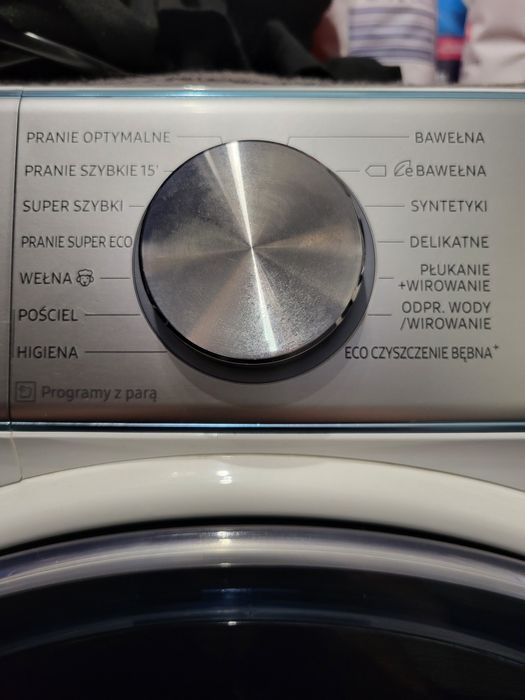 PRANIE OPTYMALNE
PRANIE SZYBKIE 15'
SUPER SZYBKI
PRANIE SUPER ECO
WEŁNA
POŚCIEL
HIGIENA
Programy z parą
BAWEŁNA
e BAWEŁNA
SYNTETYKI
DELIKATNE
PŁUKANIE
+WIROWANIE
ODPR. WODY
/WIROWANIE
ECO CZYSZCZENIE BĘBNA+